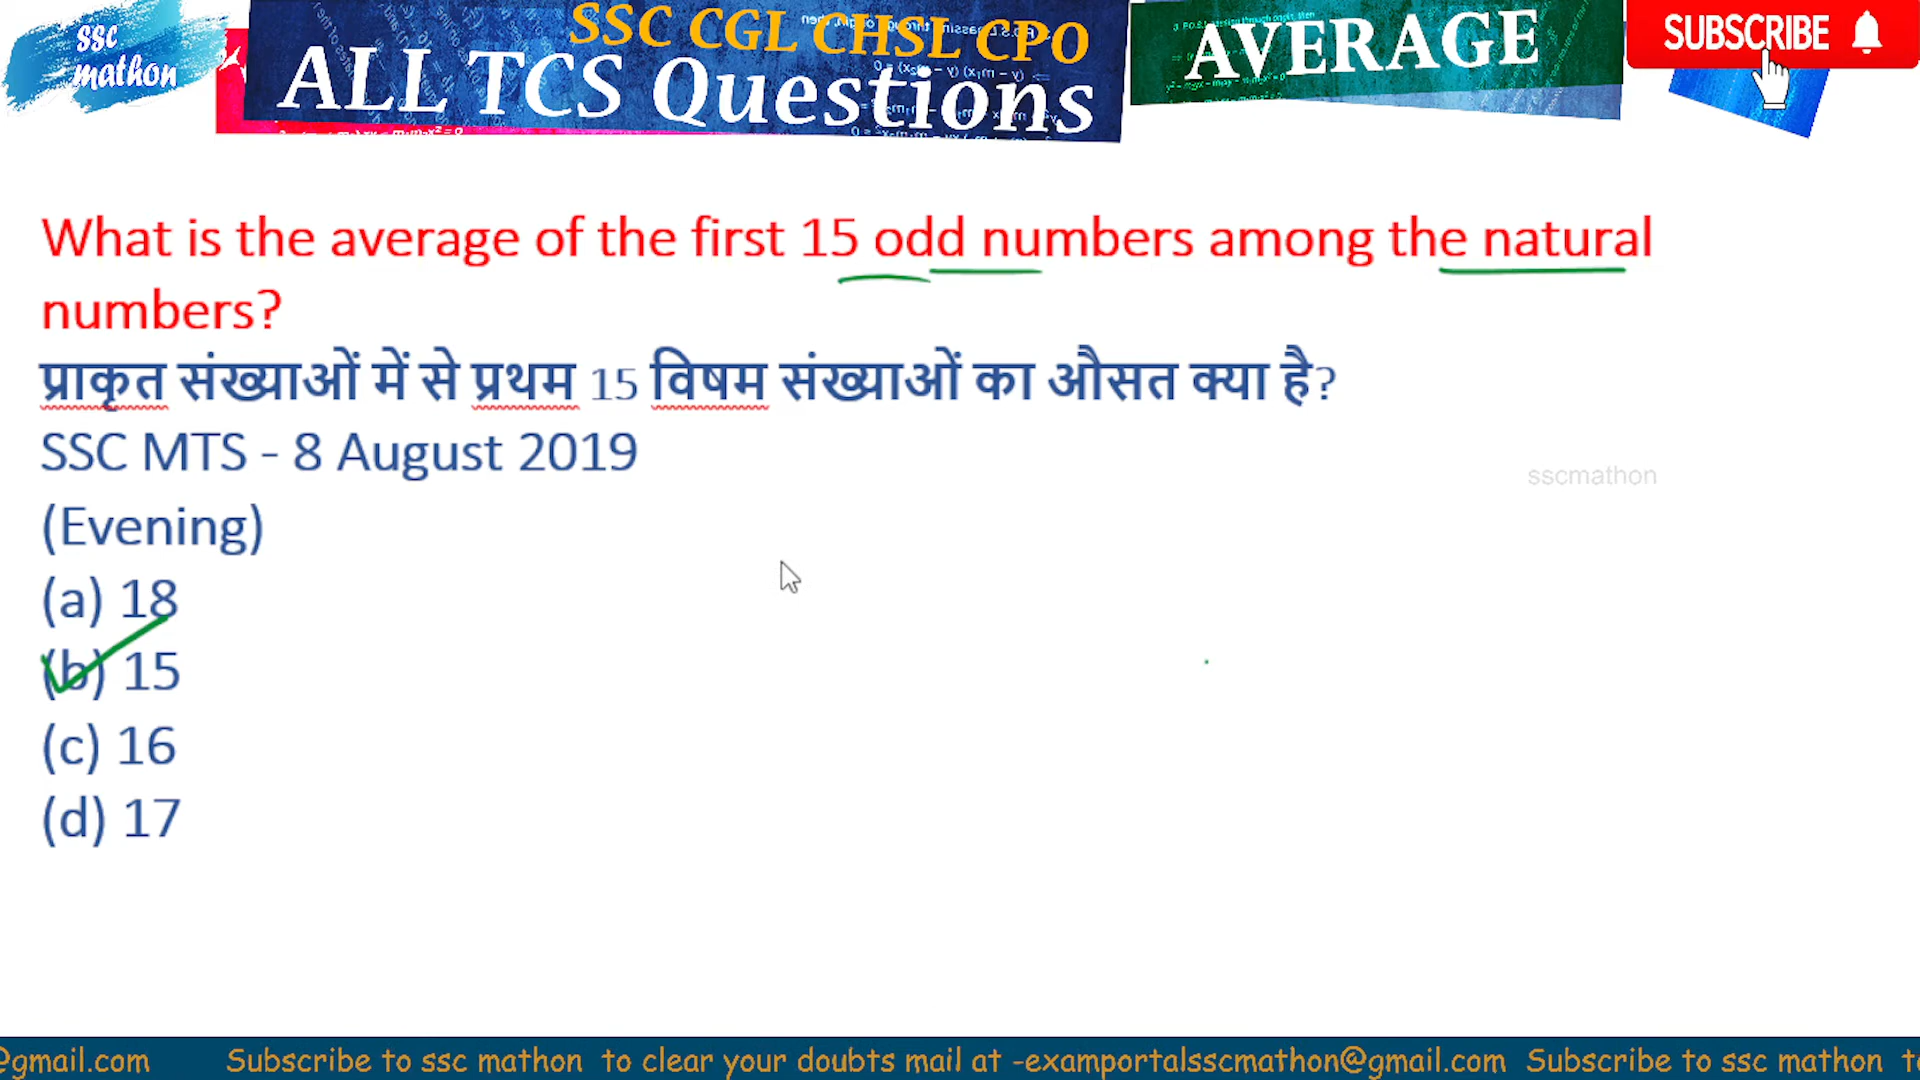 ssc
mathon
SSC CGL CHSL CPO
ALL TCS Questions
AVERAGE
SUBSCRIBE
What is the average of the first 15 odd numbers among the natural
numbers?
प्राकृत संख्याओं में से प्रथम 15 विषम संख्याओं का औसत क्या है?
SSC MTS - 8 August 2019
sscmathon
(Evening)
(a) 18
(b) 15
(c) 16
(d) 17
@gmail.com Subscribe to ssc mathon to clear your doubts mail at -examportalsscmathon@gmail.com Subscribe to ssc mathon